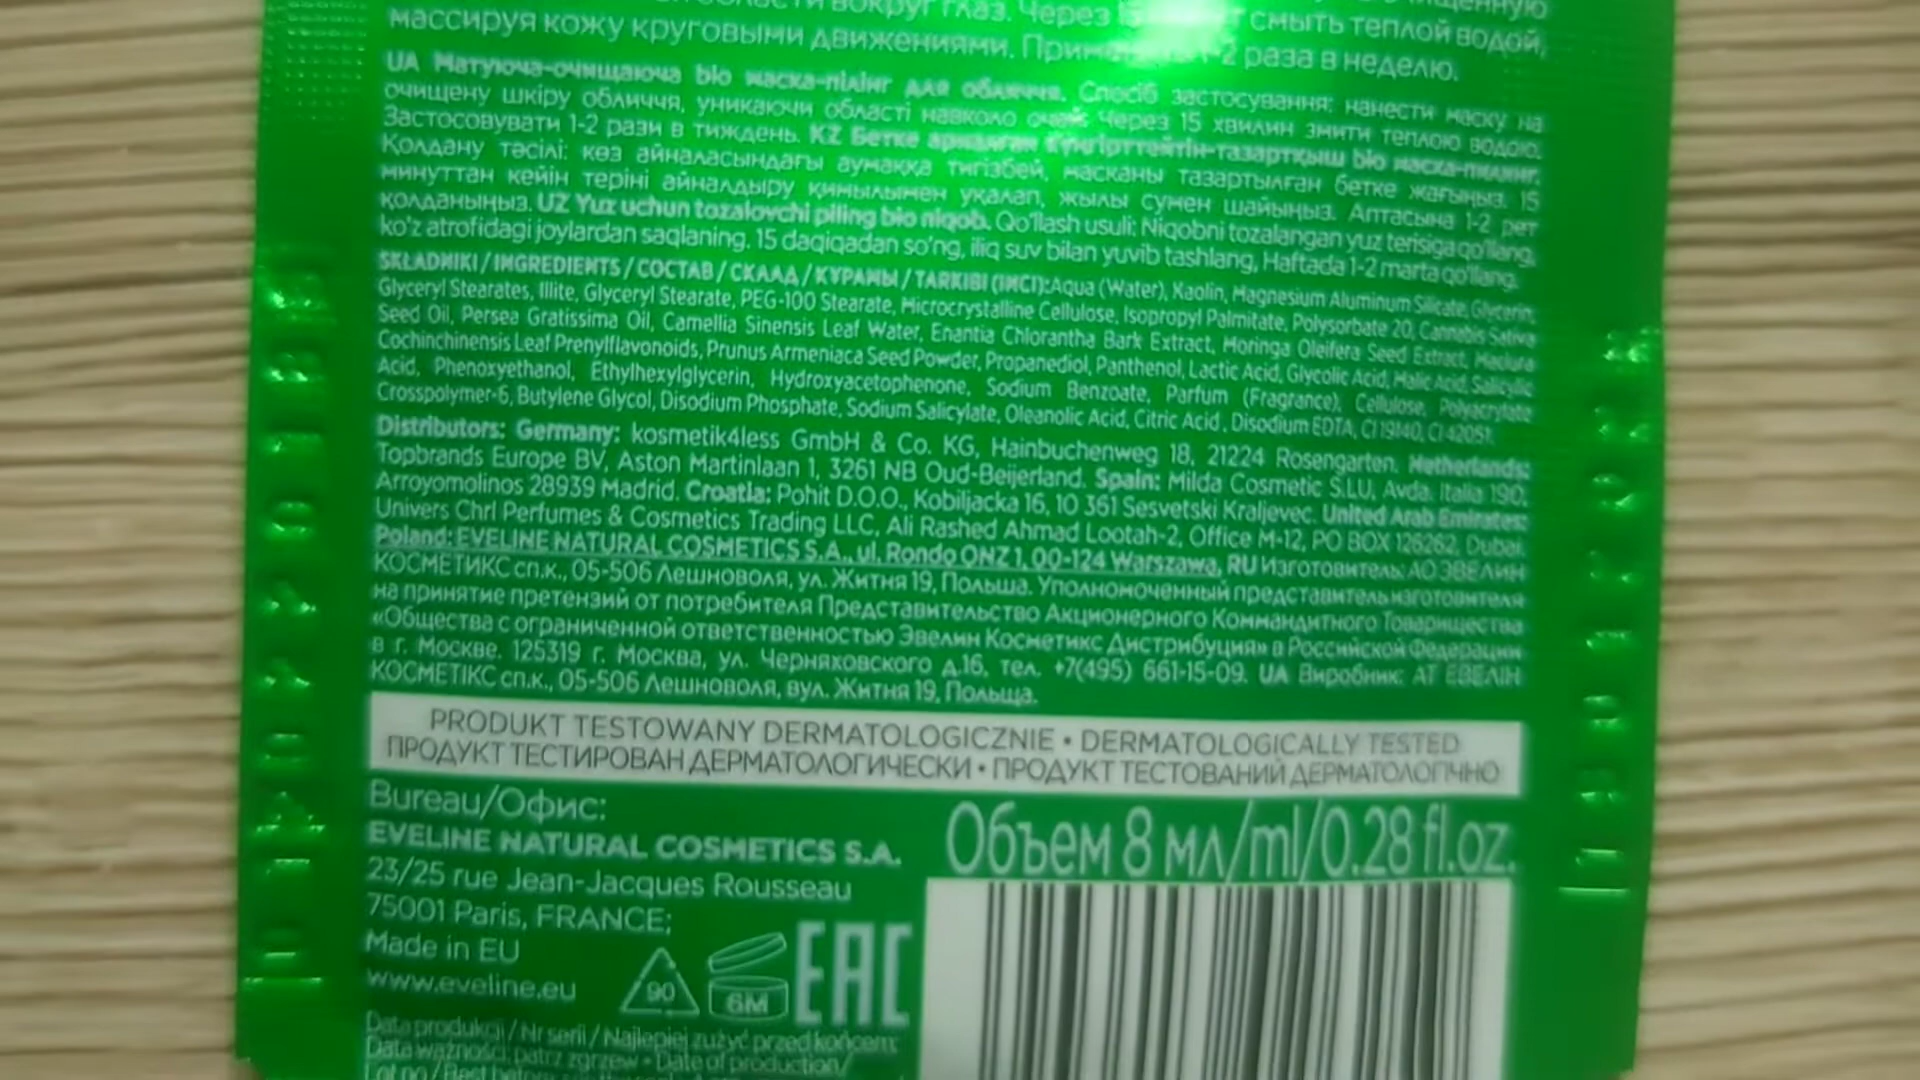 области вокруг глаз. Через 15 смыть теплой водой,
массируя кожу круговыми движениями. 1-2 раза в неделю.
UA Матуюча-очищаюча bio маска-пілінг для обличчя. Спосіб застосування: нанести маску на
очищену шкіру обличчя, уникаючи області навколо очей. Через 15 хвилин змити теплою водою.
Застосовувати 1-2 рази в тиждень. KZ Бетке арналған күңгірттейтін-тазартқыш bio маска-пилинг.
Қолдану тәсілі: көз айналасындағы аумаққа тигізбей, масканы тазартылған бетке жағыңыз. 15
минуттан кейін теріні айналдыру қимылымен уқалап, жылы сумен шайыңыз. Аптасына 1-2 рет
қолданыңыз. UZ Yuz uchun tozalovchi piling bio niqob. Qo'llash usuli: Niqobni tozalangan yuz terisiga qo'llang,
ko'z atrofidagi joylardan saqlaning. 15 daqiqadan so'ng, iliq suv bilan yuvib tashlang, Haftada 1-2 marta qo'llang.
SKŁADNIKI / INGREDIENTS / СОСТАВ / СКЛАД / ҚҰРАМЫ / TARKIBI (INCI): Aqua (Water), Kaolin, Magnesium Aluminum Silicate, Glycerin,
Glyceryl Stearates, Illite, Glyceryl Stearate, PEG-100 Stearate, Microcrystalline Cellulose, Isopropyl Palmitate, Polysorbate 20, Cannabis Sativa
Seed Oil, Persea Gratissima Oil, Camellia Sinensis Leaf Water, Enantia Chlorantha Bark Extract, Moringa Oleifera Seed Extract, Maclura
Cochinchinensis Leaf Prenylflavonoids, Prunus Armeniaca Seed Powder, Propanediol, Panthenol, Lactic Acid, Glycolic Acid, Malic Acid, Salicylic
Acid, Phenoxyethanol, Ethylhexylglycerin, Hydroxyacetophenone, Sodium Benzoate, Parfum (Fragrance), Cellulose, Polyacrylate
Crosspolymer-6, Butylene Glycol, Disodium Phosphate, Sodium Salicylate, Oleanolic Acid, Citric Acid, Disodium EDTA, CI 19140, CI 42051.
Distributors: Germany: kosmetik4less GmbH & Co. KG, Hainbuchenweg 18, 21224 Rosengarten. Netherlands:
Topbrands Europe BV, Aston Martinlaan 1, 3261 NB Oud-Beijerland. Spain: Milda Cosmetic S.LU, Avda. Italia 190,
Arroyomolinos 28939 Madrid. Croatia: Pohit D.O.O., Kobiljacka 16, 10 361 Sesvetski Kraljevec. United Arab Emirates:
Univers Chrl Perfumes & Cosmetics Trading LLC, Ali Rashed Ahmad Lootah-2, Office M-12, PO BOX 126262, Dubai.
Poland: EVELINE NATURAL COSMETICS S.A., ul. Rondo ONZ 1, 00-124 Warszawa, RU Изготовитель: АО ЭВЕЛИН
КОСМЕТИКС сп.к., 05-506 Лешноволя, ул. Житня 19, Польша. Уполномоченный представитель изготовителя
на принятие претензий от потребителя Представительство Акционерного Коммандитного Товарищества
«Общества с ограниченной ответственностью Эвелин Косметикс Дистрибуция» в Российской Федерации
в г. Москве. 125319 г. Москва, ул. Черняховского д.16, тел. +7(495) 661-15-09. UA Виробник: АТ ЕВЕЛІН
КОСМЕТІКС сп.к., 05-506 Лешноволя, вул. Житня 19, Польща.
PRODUKT TESTOWANY DERMATOLOGICZNIE • DERMATOLOGICALLY TESTED
ПРОДУКТ ТЕСТИРОВАН ДЕРМАТОЛОГИЧЕСКИ • ПРОДУКТ ТЕСТОВАНИЙ ДЕРМАТОЛОГІЧНО
Bureau/Офис:
EVELINE NATURAL COSMETICS S.A.
23/25 rue Jean-Jacques Rousseau
75001 Paris, FRANCE;
Made in EU
www.eveline.eu
Объем 8 мл/ml/0.28 fl.oz.
90
6M
EAC
Data produkcji / Nr serii / Najlepiej zużyć przed końcem:
Data ważności: patrz zgrzew • Date of production/
Lot no / Best before